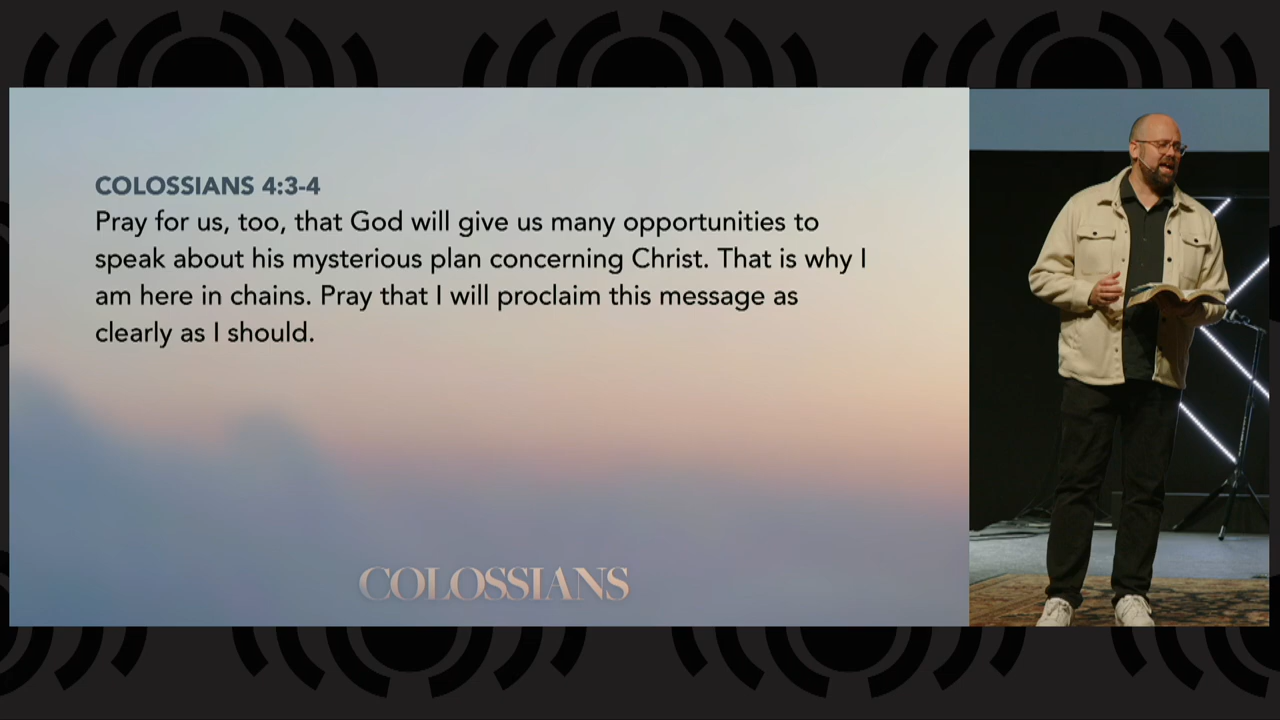 COLOSSIANS 4:3-4
Pray for us, too, that God will give us many opportunities to
speak about his mysterious plan concerning Christ. That is why I
am here in chains. Pray that I will proclaim this message as
clearly as I should.
COLOSSIANS